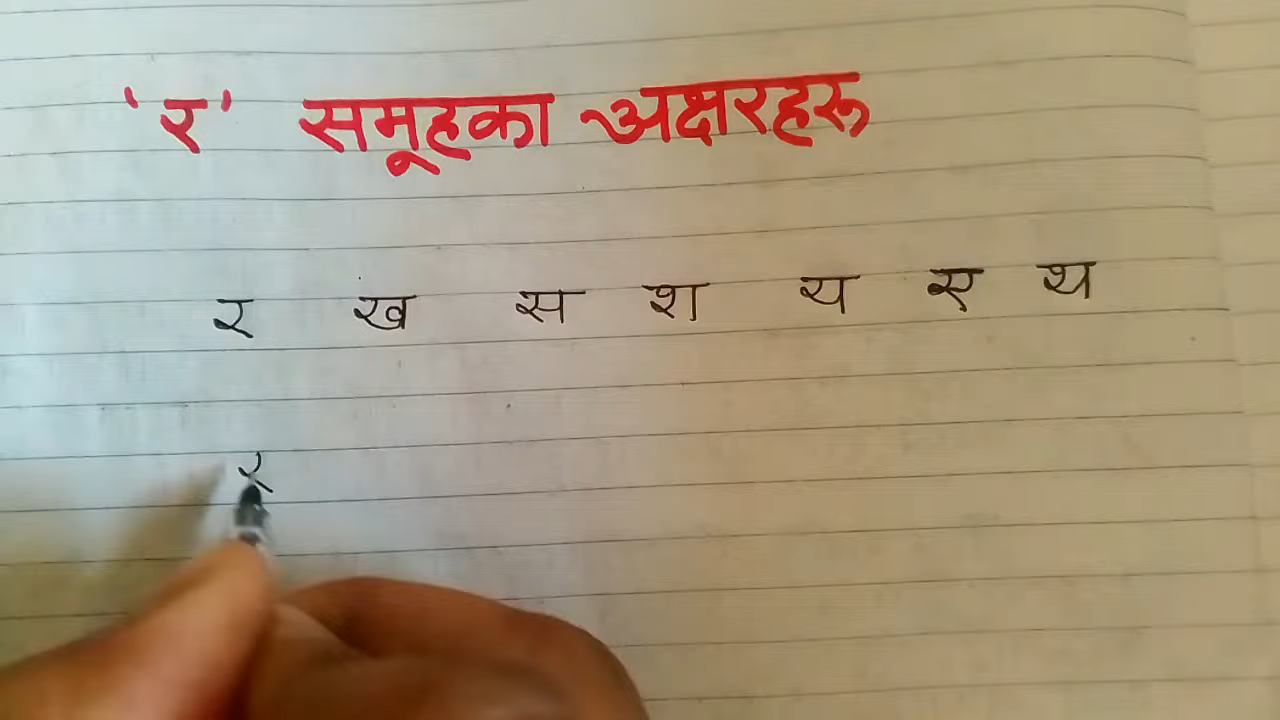 'र' समूहका अक्षरहरू
र ख स श य ए थ
र